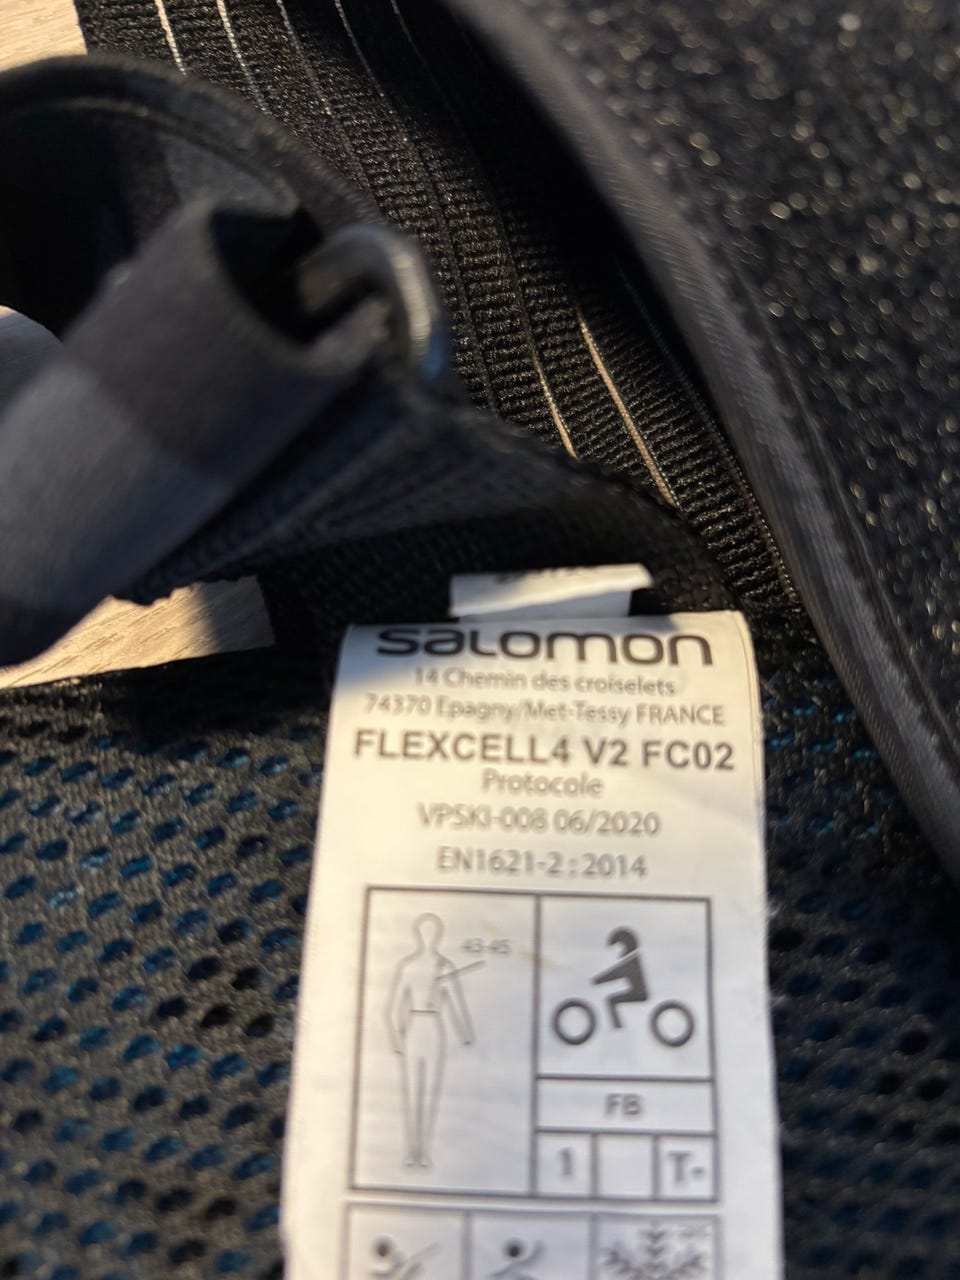 salomon
14 Chemin des croiselets
74370 Epagny/Met-Tessy FRANCE
FLEXCELL4 V2 FC02
Protocole
VPSKI-008 06/2020
EN1621-2:2014
43-45
FB
1 T-